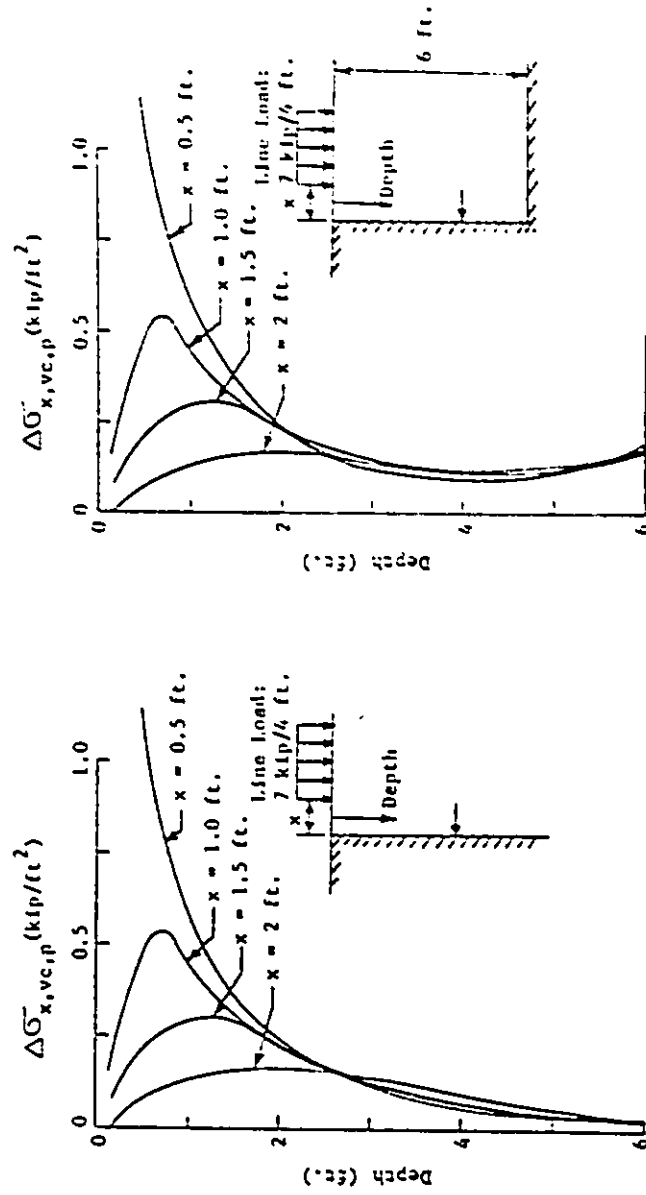 ΔσX,vc,p (kip/ft²)
0
0.5
1.0
x = 0.5 ft.
x = 1.0 ft.
x = 1.5 ft.
x = 2 ft.
0
2
4
6
Depth (ft.)
Line Load:
7 kip/4 ft.
x
Depth
ΔσX,vc,p (kip/ft²)
0
0.5
1.0
x = 0.5 ft.
x = 1.0 ft.
x = 1.5 ft.
x = 2 ft.
0
2
4
6
Depth (ft.)
Line Load:
7 kip/4 ft.
x
Depth
6 ft.